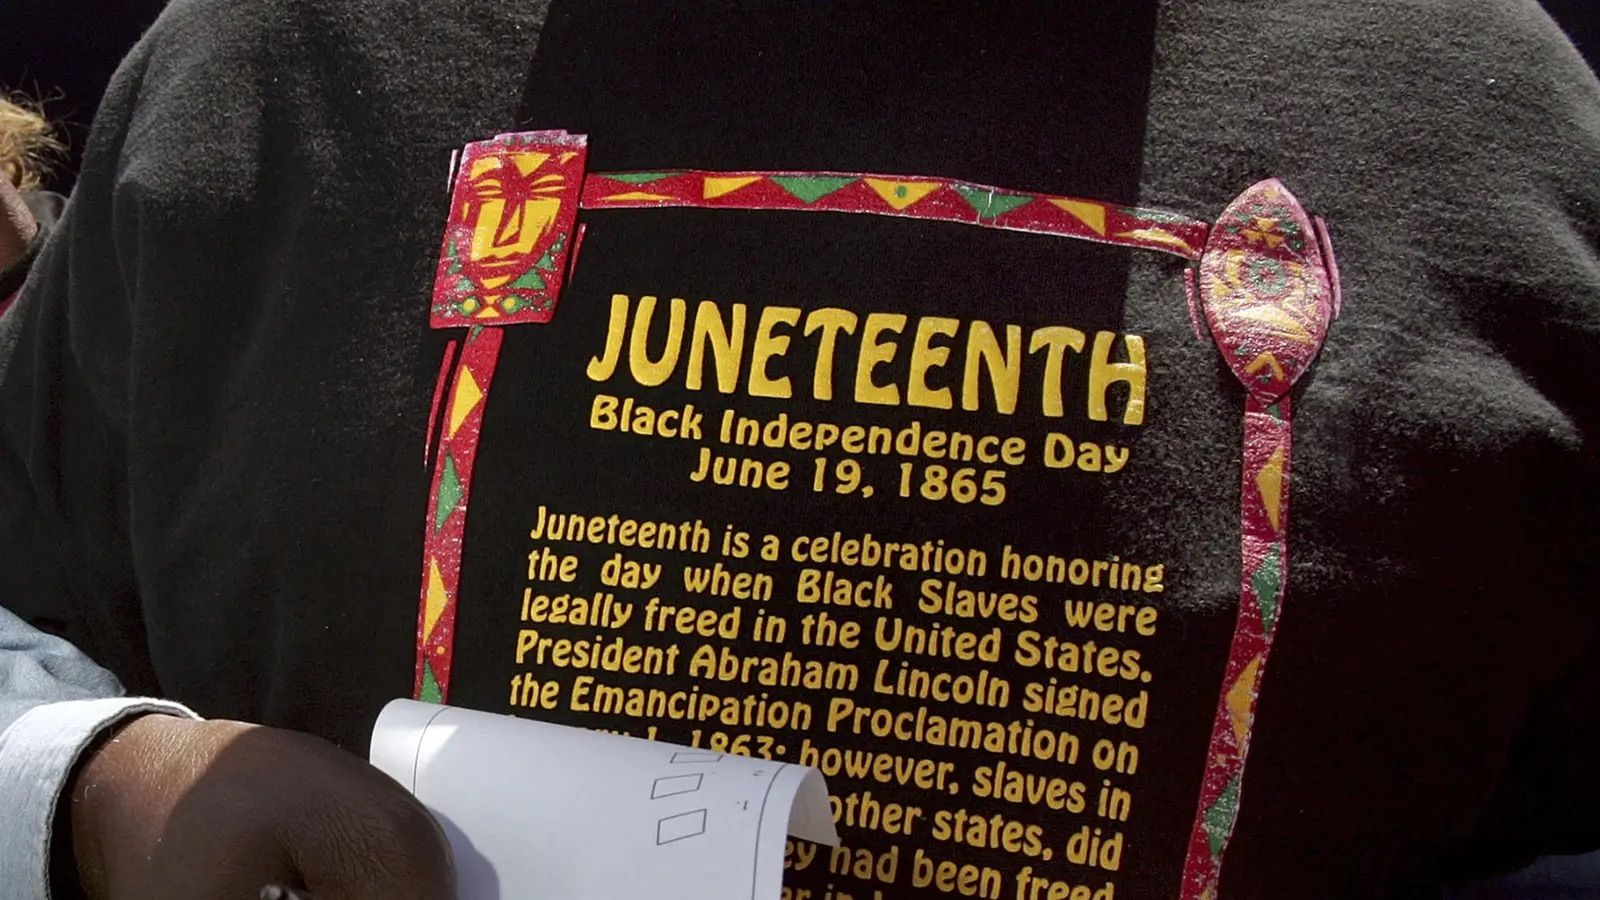 JUNETEENTH
Black Independence Day
June 19, 1865
Juneteenth is a celebration honoring
the day when Black Slaves were
legally freed in the United States.
President Abraham Lincoln signed
the Emancipation Proclamation on
1, 1863; however, slaves in
other states, did
had been freed